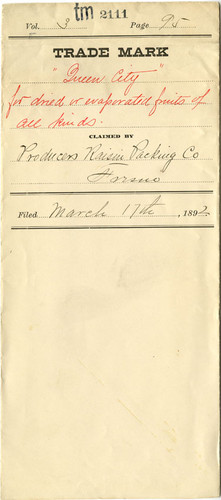 tm 2111
Vol. 3 Page 95
TRADE MARK
"Queen City"
for dried or evaporated fruits of
all kinds.
CLAIMED BY
Producers Raisin Packing Co
Fresno
Filed March 17th, 1892